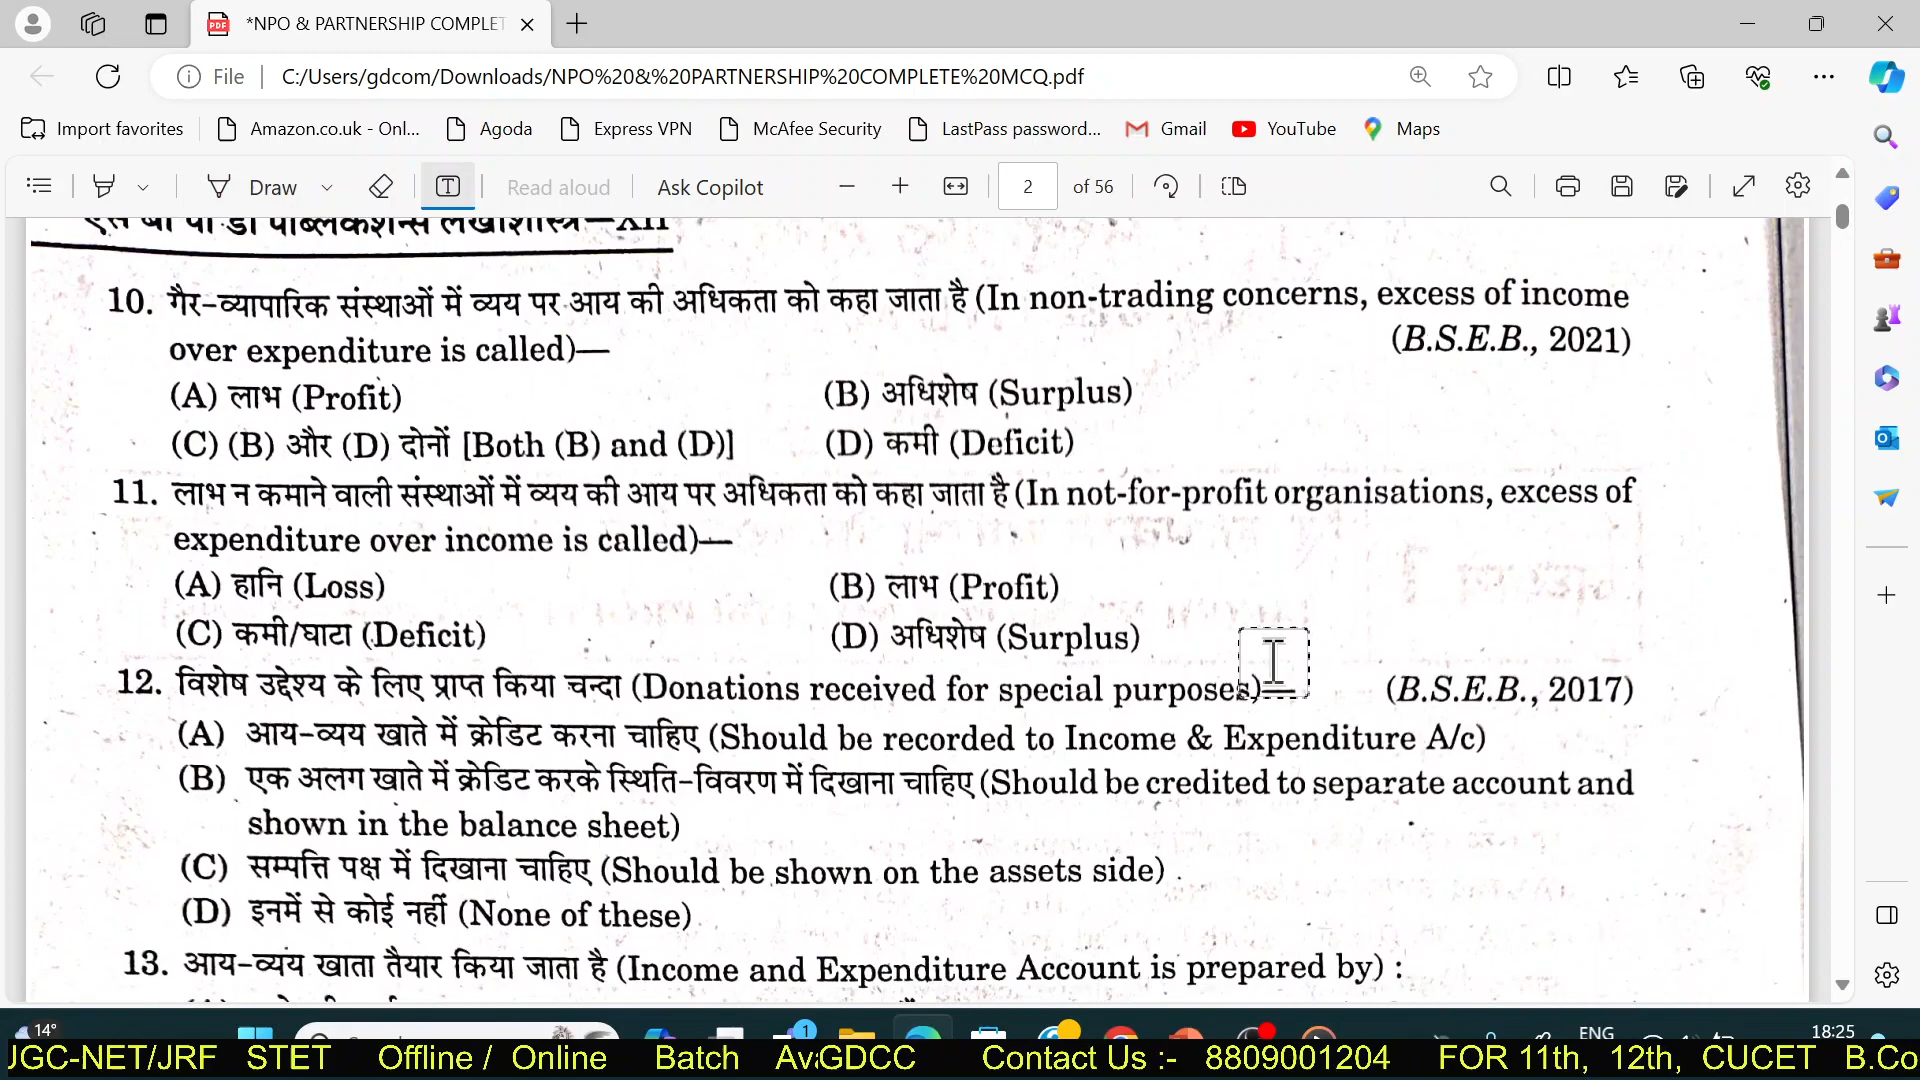 *NPO & PARTNERSHIP COMPLET
File
C:/Users/gdcom/Downloads/NPO%20&%20PARTNERSHIP%20COMPLETE%20MCQ.pdf
Import favorites Amazon.co.uk - Onl... Agoda Express VPN McAfee Security LastPass password... Gmail YouTube Maps
Draw Read aloud Ask Copilot 2 of 56
एस बी पी डी पब्लिकेशन्स लेखाशास्त्र—XII
10. गैर-व्यापारिक संस्थाओं में व्यय पर आय की अधिकता को कहा जाता है (In non-trading concerns, excess of income
over expenditure is called)— (B.S.E.B., 2021)
(A) लाभ (Profit) (B) अधिशेष (Surplus)
(C) (B) और (D) दोनों [Both (B) and (D)] (D) कमी (Deficit)
11. लाभ न कमाने वाली संस्थाओं में व्यय की आय पर अधिकता को कहा जाता है (In not-for-profit organisations, excess of
expenditure over income is called)—
(A) हानि (Loss) (B) लाभ (Profit)
(C) कमी/घाटा (Deficit) (D) अधिशेष (Surplus)
12. विशेष उद्देश्य के लिए प्राप्त किया चन्दा (Donations received for special purposes)— (B.S.E.B., 2017)
(A) आय-व्यय खाते में क्रेडिट करना चाहिए (Should be recorded to Income & Expenditure A/c)
(B) एक अलग खाते में क्रेडिट करके स्थिति-विवरण में दिखाना चाहिए (Should be credited to separate account and
shown in the balance sheet)
(C) सम्पत्ति पक्ष में दिखाना चाहिए (Should be shown on the assets side)
(D) इनमें से कोई नहीं (None of these)
13. आय-व्यय खाता तैयार किया जाता है (Income and Expenditure Account is prepared by) :
14° 1 ENG 18:25
JGC-NET/JRF STET Offline / Online Batch Av GDCC Contact Us :- 8809001204 FOR 11th, 12th, CUCET B.Co